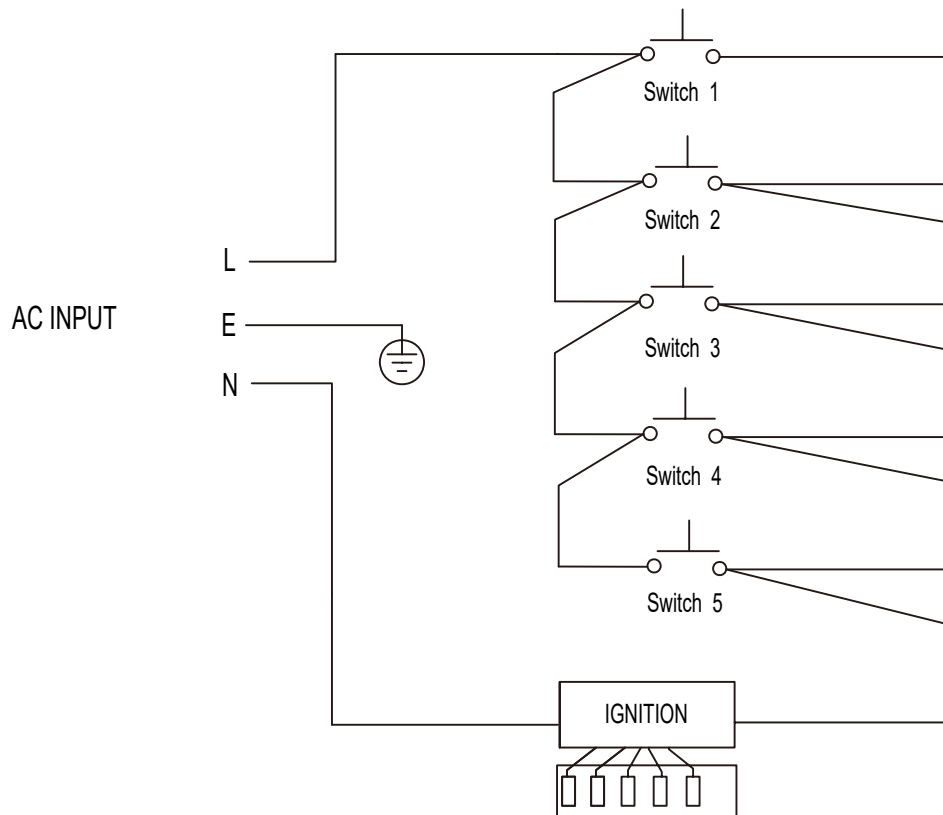 Switch 1
Switch 2
L
AC INPUT
E
Switch 3
N
Switch 4
Switch 5
IGNITION